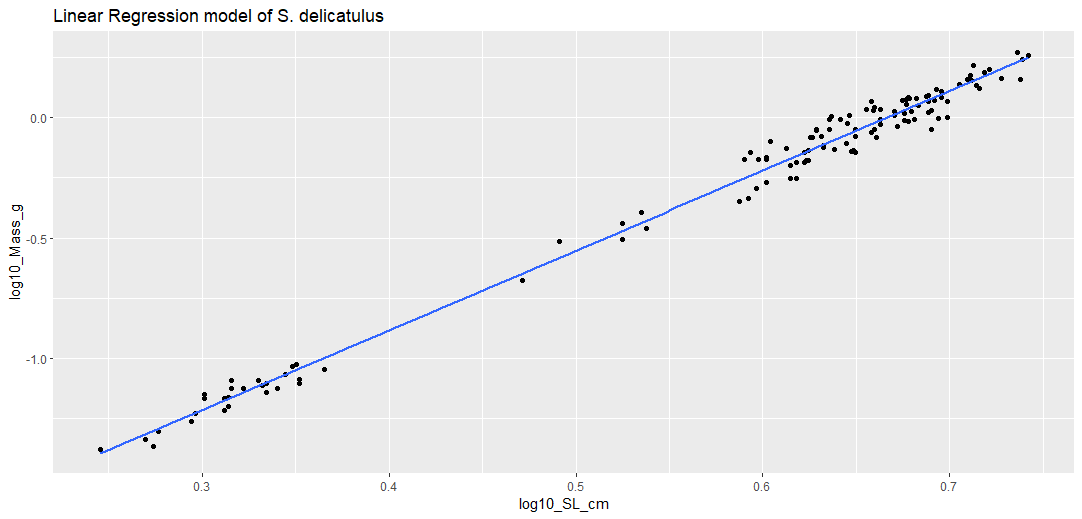 Linear Regression model of S. delicatulus
log10_Mass_g
0.0
-0.5
-1.0
0.3 0.4 0.5 0.6 0.7
log10_SL_cm